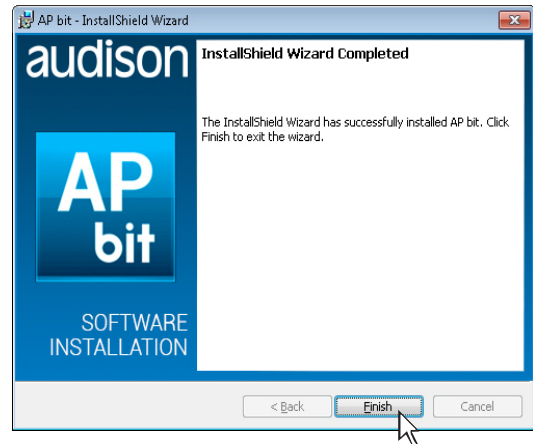 AP bit - InstallShield Wizard
audison
InstallShield Wizard Completed
The InstallShield Wizard has successfully installed AP bit. Click
Finish to exit the wizard.
AP
bit
SOFTWARE
INSTALLATION
< Back Finish Cancel